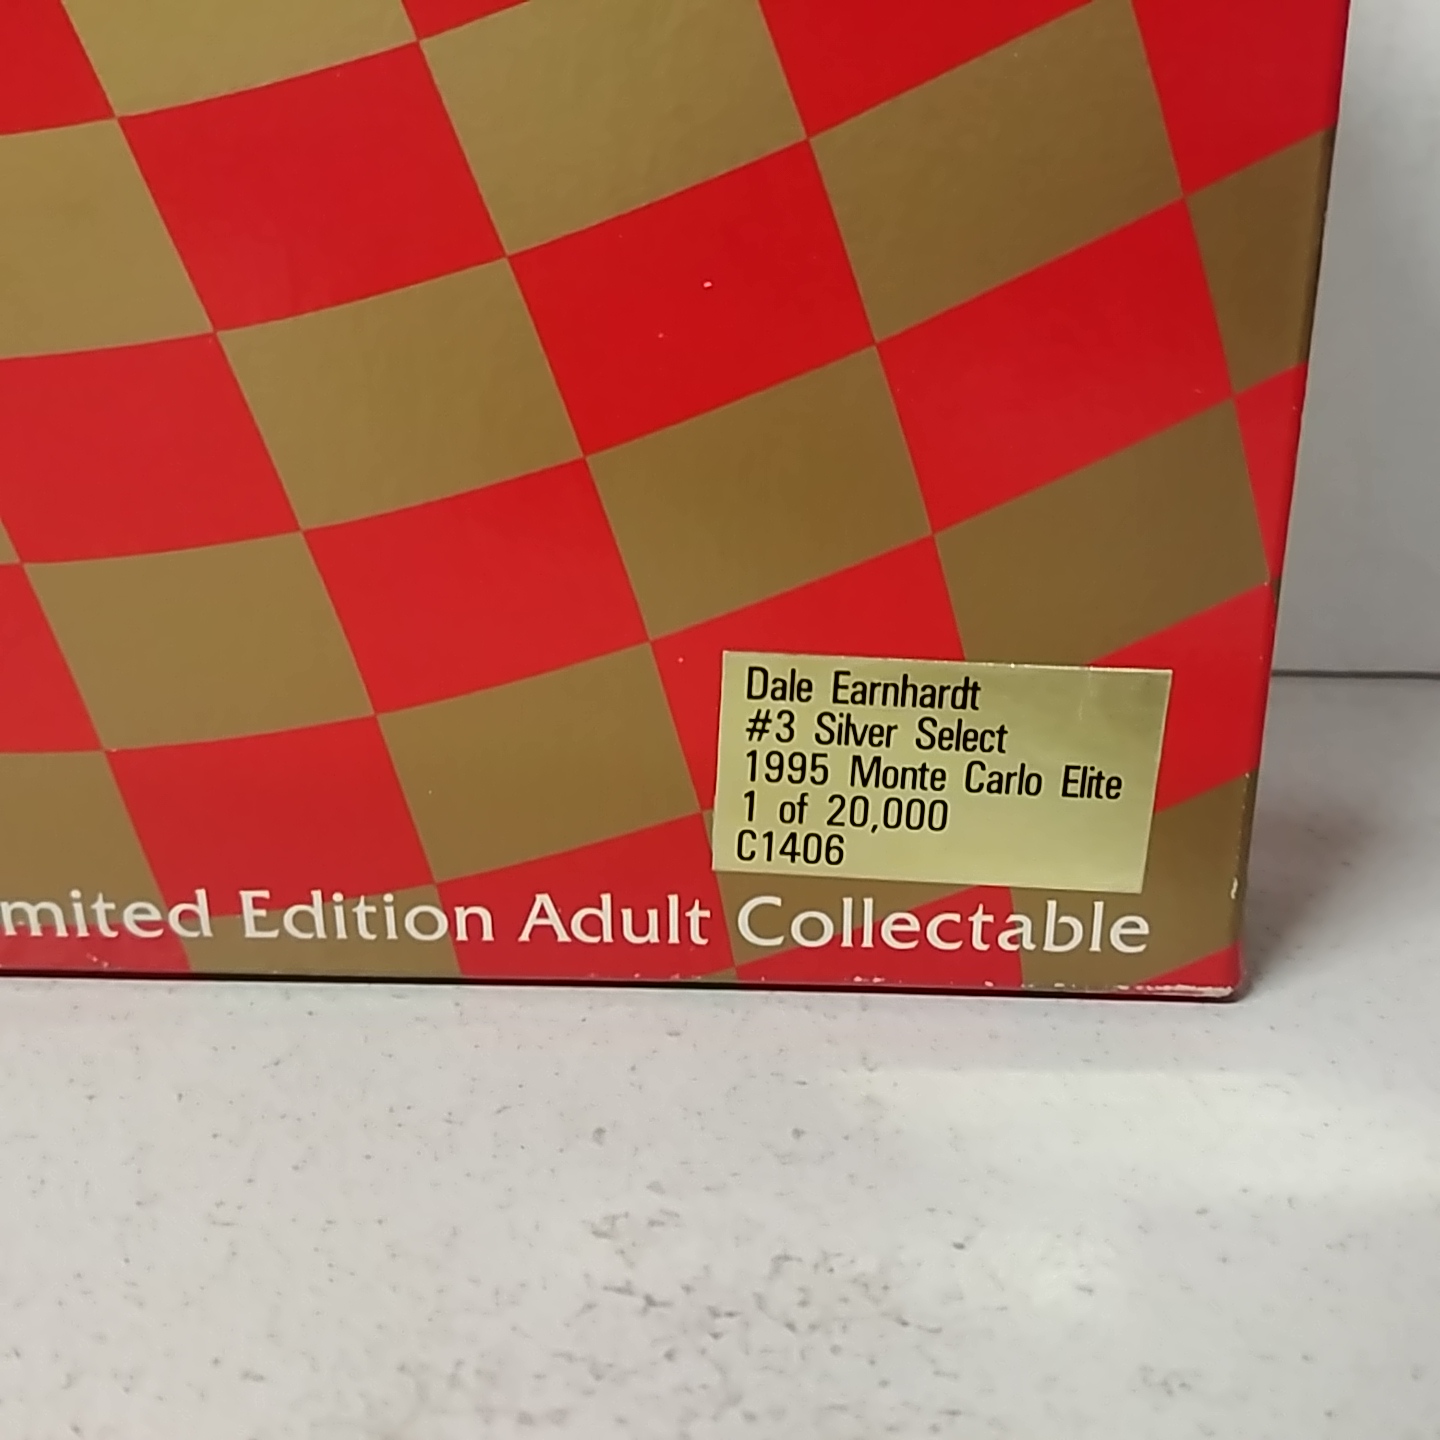 Dale Earnhardt
#3 Silver Select
1995 Monte Carlo Elite
1 of 20,000
C1406
mited Edition Adult Collectable